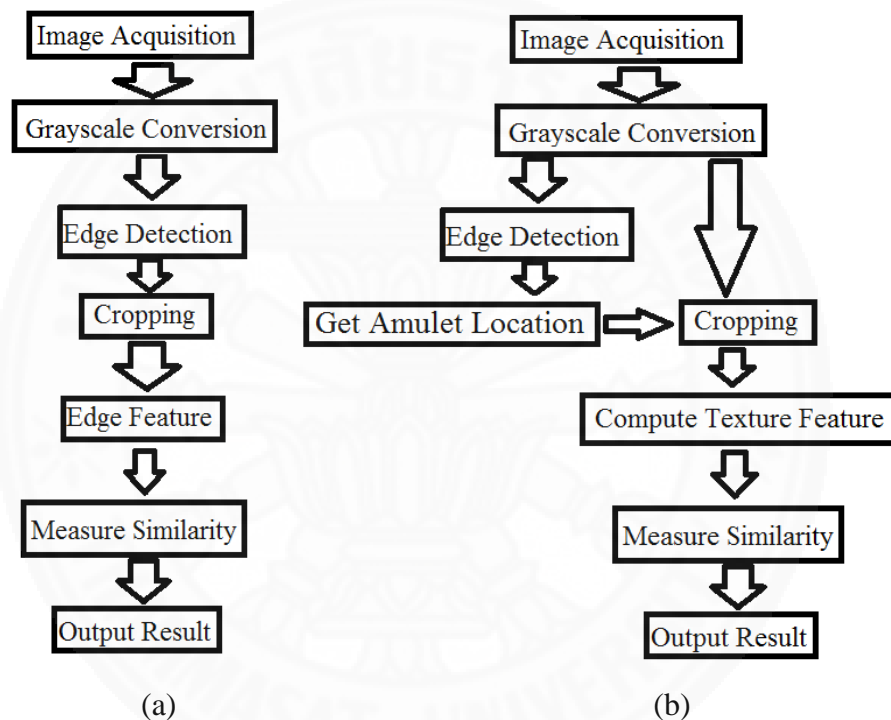 Image Acquisition
Grayscale Conversion
Edge Detection
Cropping
Edge Feature
Measure Similarity
Output Result
(a)
Image Acquisition
Grayscale Conversion
Edge Detection
Get Amulet Location
Cropping
Compute Texture Feature
Measure Similarity
Output Result
(b)